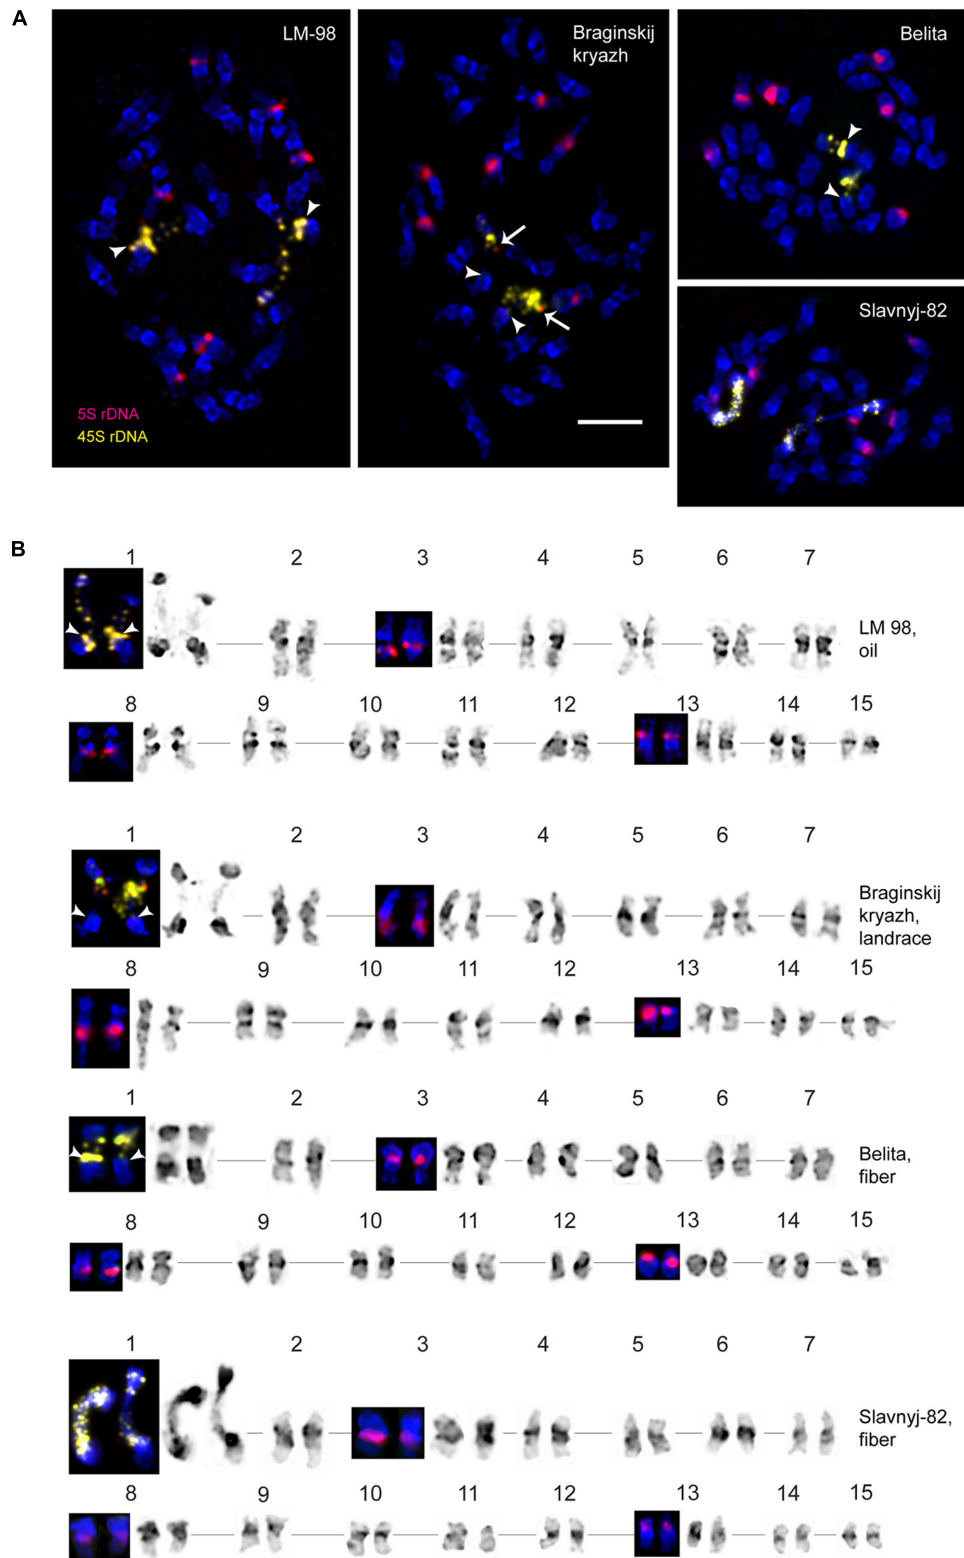 A
LM-98
Braginskij
kryazh
Belita
Slavnyj-82
5S rDNA
45S rDNA
B
1 2 3 4 5 6 7
LM 98,
oil
8 9 10 11 12 13 14 15
1 2 3 4 5 6 7
Braginskij
kryazh,
landrace
8 9 10 11 12 13 14 15
1 2 3 4 5 6 7
Belita,
fiber
8 9 10 11 12 13 14 15
1 2 3 4 5 6 7
Slavnyj-82,
fiber
8 9 10 11 12 13 14 15